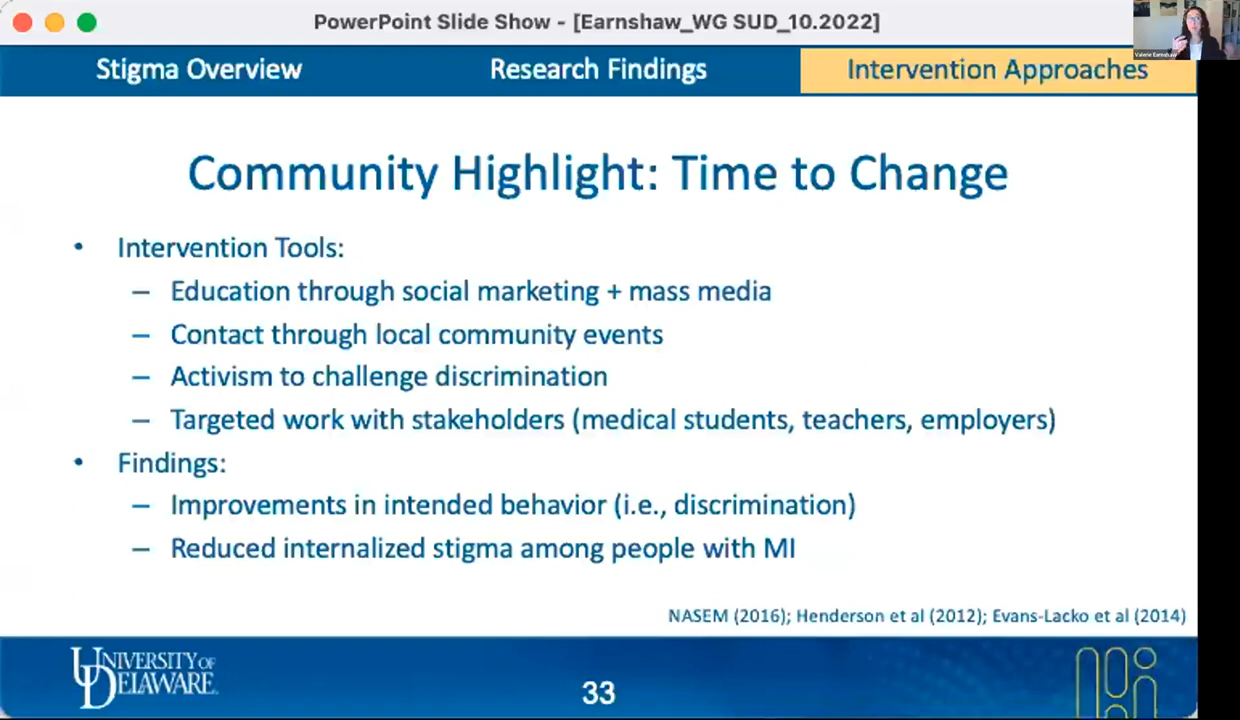 PowerPoint Slide Show - [Earnshaw_WG SUD_10.2022]
Valerie Earnshaw
Stigma Overview
Research Findings
Intervention Approaches
Community Highlight: Time to Change
• Intervention Tools:
– Education through social marketing + mass media
– Contact through local community events
– Activism to challenge discrimination
– Targeted work with stakeholders (medical students, teachers, employers)
• Findings:
– Improvements in intended behavior (i.e., discrimination)
– Reduced internalized stigma among people with MI
NASEM (2016); Henderson et al (2012); Evans-Lacko et al (2014)
UNIVERSITY OF
DELAWARE.
33